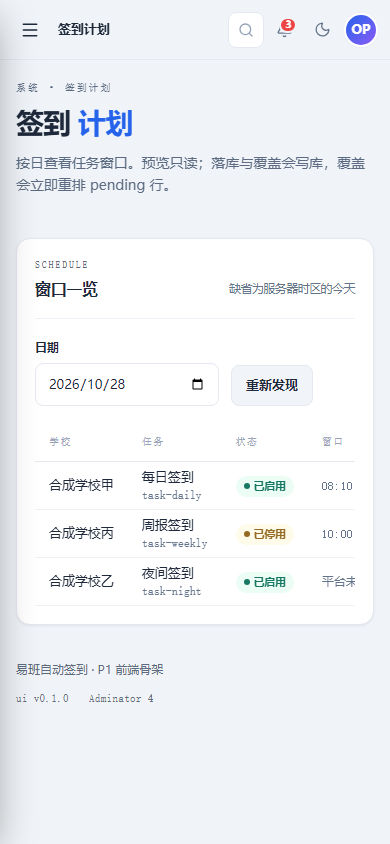 签到计划
3
OP
系统 · 签到计划
签到 计划
按日查看任务窗口。预览只读；落库与覆盖会写库，覆盖
会立即重排 pending 行。
SCHEDULE
窗口一览
缺省为服务器时区的今天
日期
2026/10/28
重新发现
学校 任务 状态 窗口
合成学校甲 每日签到 已启用 08:10
task-daily
合成学校丙 周报签到 已停用 10:00
task-weekly
合成学校乙 夜间签到 已启用 平台未
task-night
易班自动签到 · P1 前端骨架
ui v0.1.0 Adminator 4